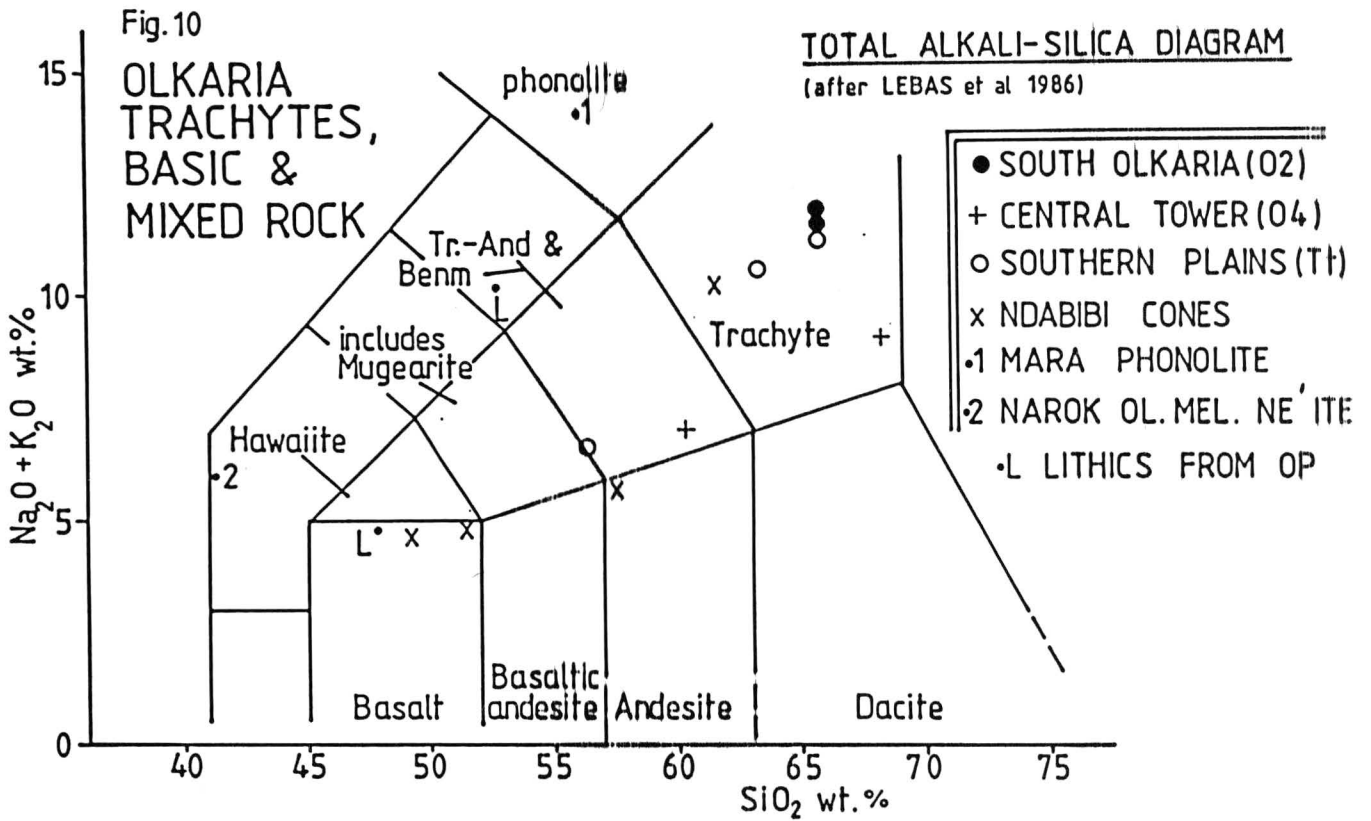 Fig.10
OLKARIA
TRACHYTES,
BASIC &
MIXED ROCK
TOTAL ALKALI-SILICA DIAGRAM
(after LEBAS et al 1986)
● SOUTH OLKARIA (O2)
+ CENTRAL TOWER (O4)
○ SOUTHERN PLAINS (Tt)
x NDABIBI CONES
•1 MARA PHONOLITE
•2 NAROK OL. MEL. NE'ITE
•L LITHICS FROM OP
phonolite
•1
Tr.-And &
Benm
L
includes
Mugearite
Trachyte
Hawaiite
2
L
Basalt
Basaltic
andesite
Andesite
Dacite
Na2O + K2O wt.%
15
10
5
0
40 45 50 55 60 65 70 75
SiO2 wt.%